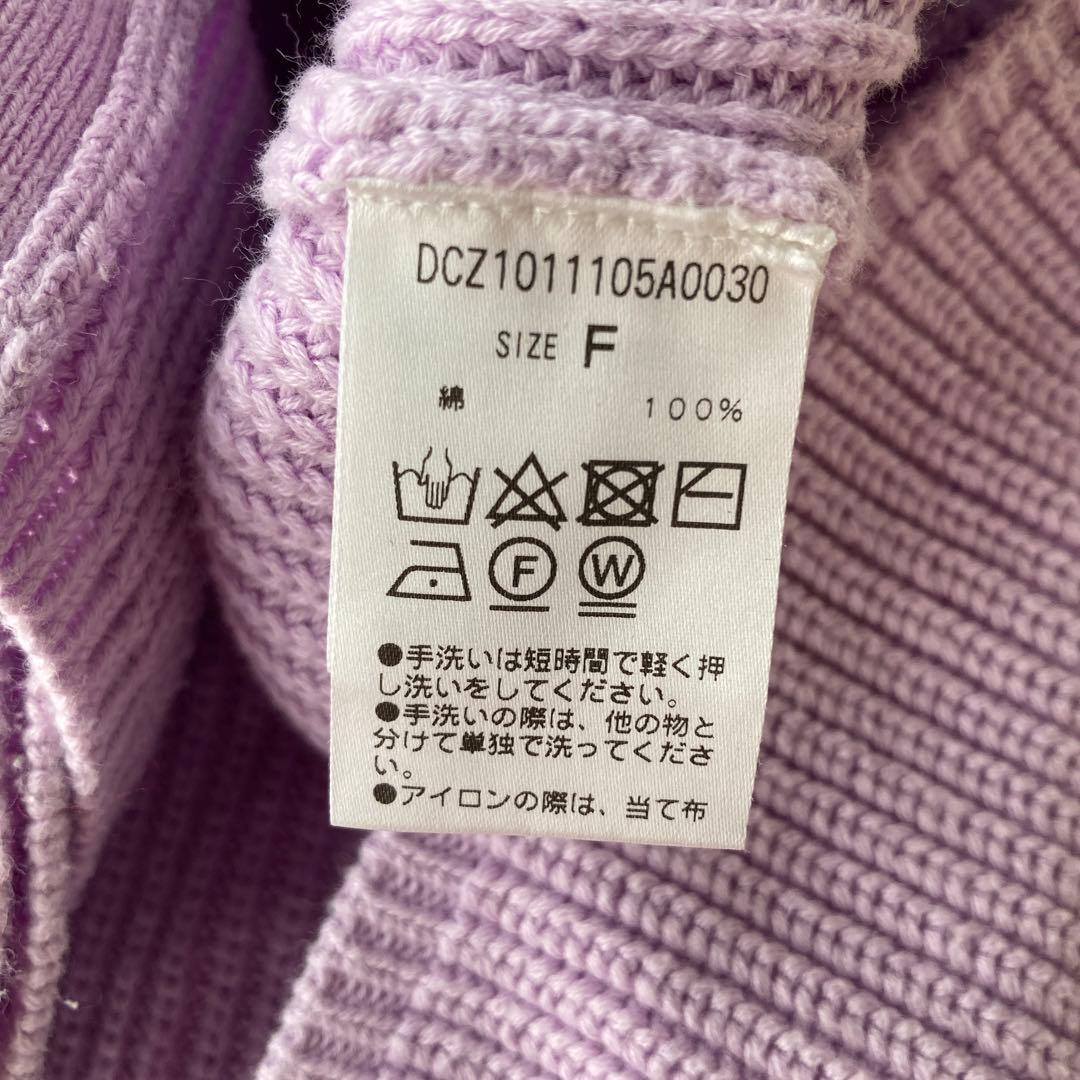 DCZ1011105A0030
SIZE F
綿 100%
F W
●手洗いは短時間で軽く押
し洗いをしてください。
●手洗いの際は、他の物と
分けて単独で洗ってくださ
い。
●アイロンの際は、当て布